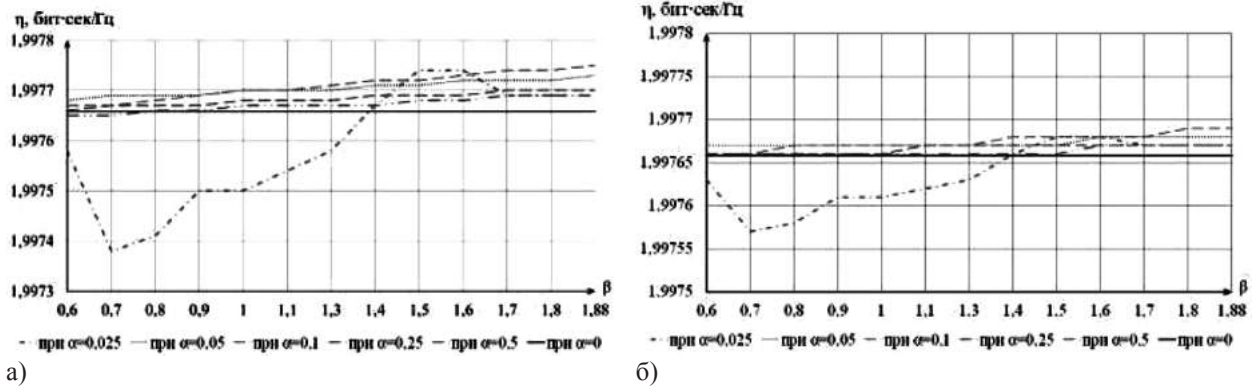 η, бит·сек/Гц
1,9978
1,9977
1,9976
1,9975
1,9974
1,9973
β
0,6 0,7 0,8 0,9 1 1,1 1,3 1,4 1,5 1,6 1,7 1,8 1,88
при α=0,025 при α=0,05 при α=0,1 при α=0,25 при α=0,5 при α=0
а)
η, бит·сек/Гц
1,9978
1,99775
1,9977
1,99765
1,9976
1,99755
1,9975
β
0,6 0,7 0,8 0,9 1 1,1 1,3 1,4 1,5 1,6 1,7 1,8 1,88
при α=0,025 при α=0,05 при α=0,1 при α=0,25 при α=0,5 при α=0
б)